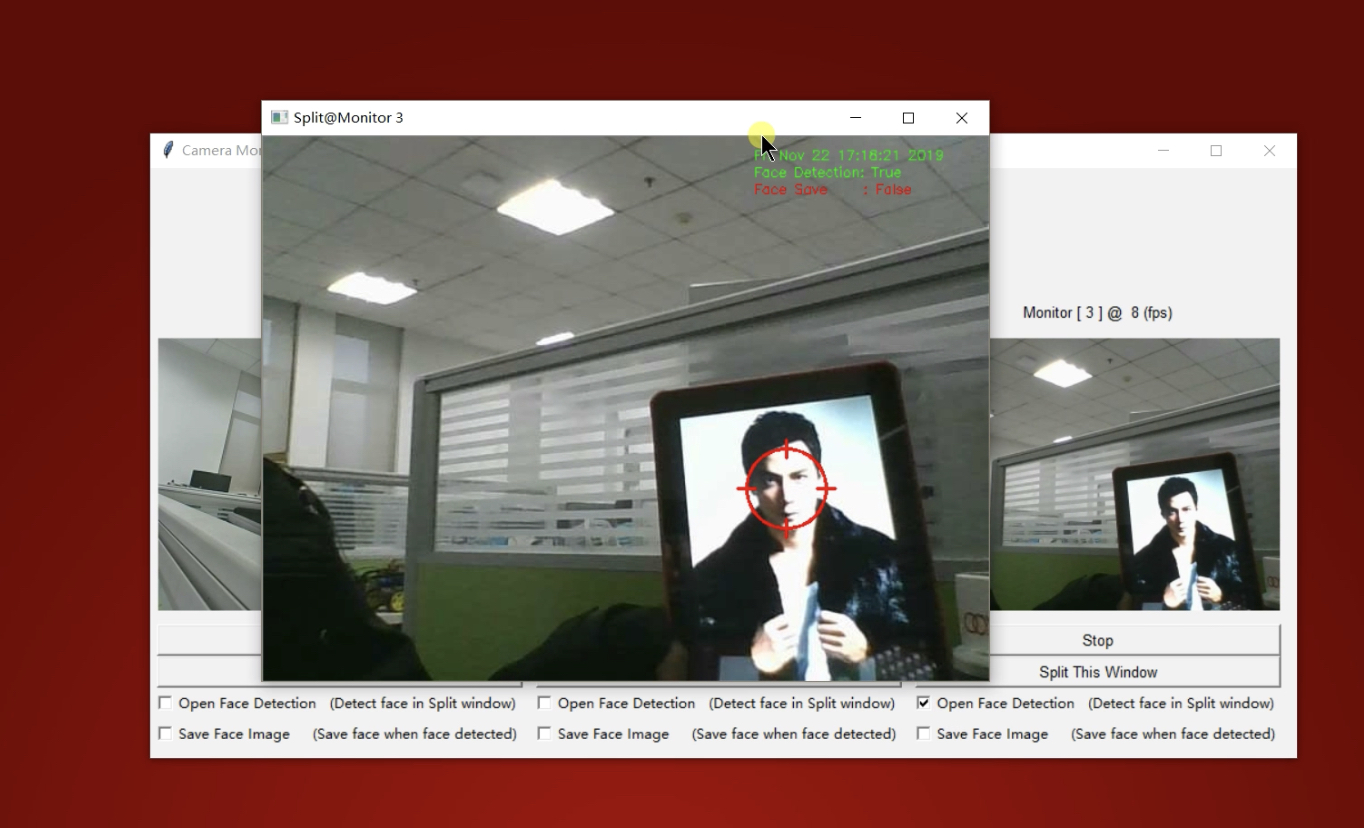 Split@Monitor 3
Camera Mon
Nov 22 17:16:21 2019
Face Detection: True
Face Save : False
Monitor [ 3 ] @ 8 (fps)
Stop
Split This Window
Open Face Detection (Detect face in Split window)
Open Face Detection (Detect face in Split window)
Open Face Detection (Detect face in Split window)
Save Face Image (Save face when face detected)
Save Face Image (Save face when face detected)
Save Face Image (Save face when face detected)